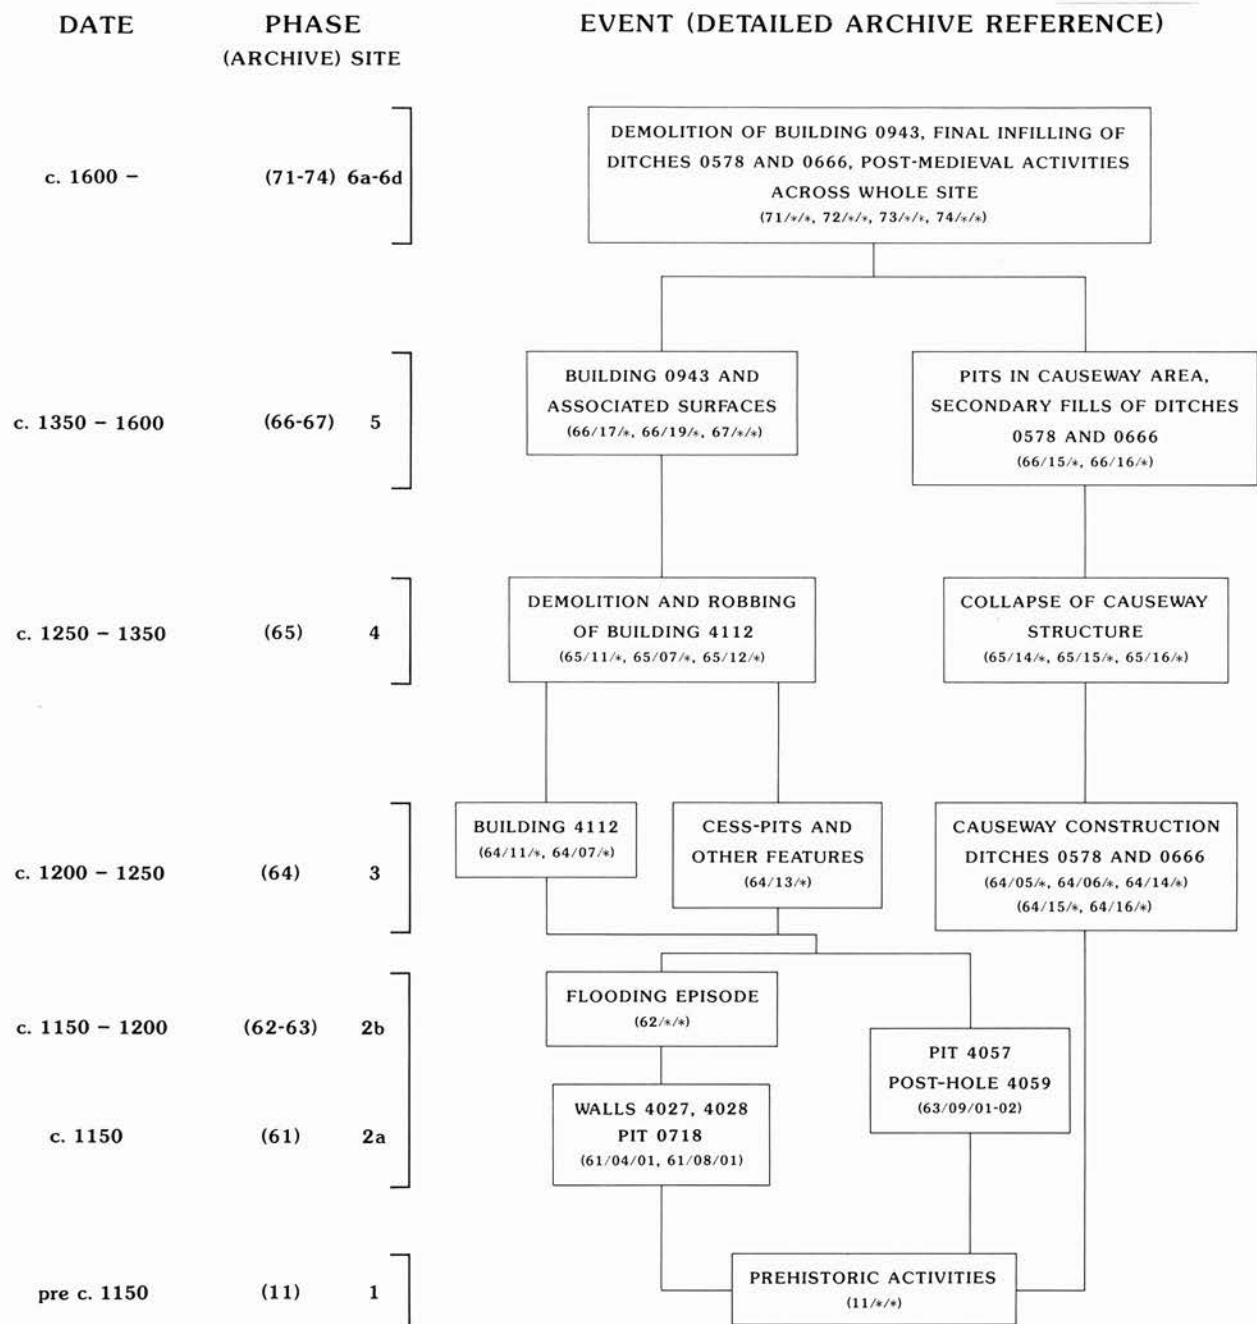 DATE PHASE EVENT (DETAILED ARCHIVE REFERENCE)
(ARCHIVE) SITE
c. 1600 – (71-74) 6a-6d
DEMOLITION OF BUILDING 0943, FINAL INFILLING OF
DITCHES 0578 AND 0666, POST-MEDIEVAL ACTIVITIES
ACROSS WHOLE SITE
(71/*/*, 72/*/*, 73/*/*, 74/*/*)
c. 1350 – 1600 (66-67) 5
BUILDING 0943 AND
ASSOCIATED SURFACES
(66/17/*, 66/19/*, 67/*/*)
PITS IN CAUSEWAY AREA,
SECONDARY FILLS OF DITCHES
0578 AND 0666
(66/15/*, 66/16/*)
c. 1250 – 1350 (65) 4
DEMOLITION AND ROBBING
OF BUILDING 4112
(65/11/*, 65/07/*, 65/12/*)
COLLAPSE OF CAUSEWAY
STRUCTURE
(65/14/*, 65/15/*, 65/16/*)
c. 1200 – 1250 (64) 3
BUILDING 4112
(64/11/*, 64/07/*)
CESS-PITS AND
OTHER FEATURES
(64/13/*)
CAUSEWAY CONSTRUCTION
DITCHES 0578 AND 0666
(64/05/*, 64/06/*, 64/14/*)
(64/15/*, 64/16/*)
c. 1150 – 1200 (62-63) 2b
FLOODING EPISODE
(62/*/*)
PIT 4057
POST-HOLE 4059
(63/09/01-02)
c. 1150 (61) 2a
WALLS 4027, 4028
PIT 0718
(61/04/01, 61/08/01)
pre c. 1150 (11) 1
PREHISTORIC ACTIVITIES
(11/*/*)